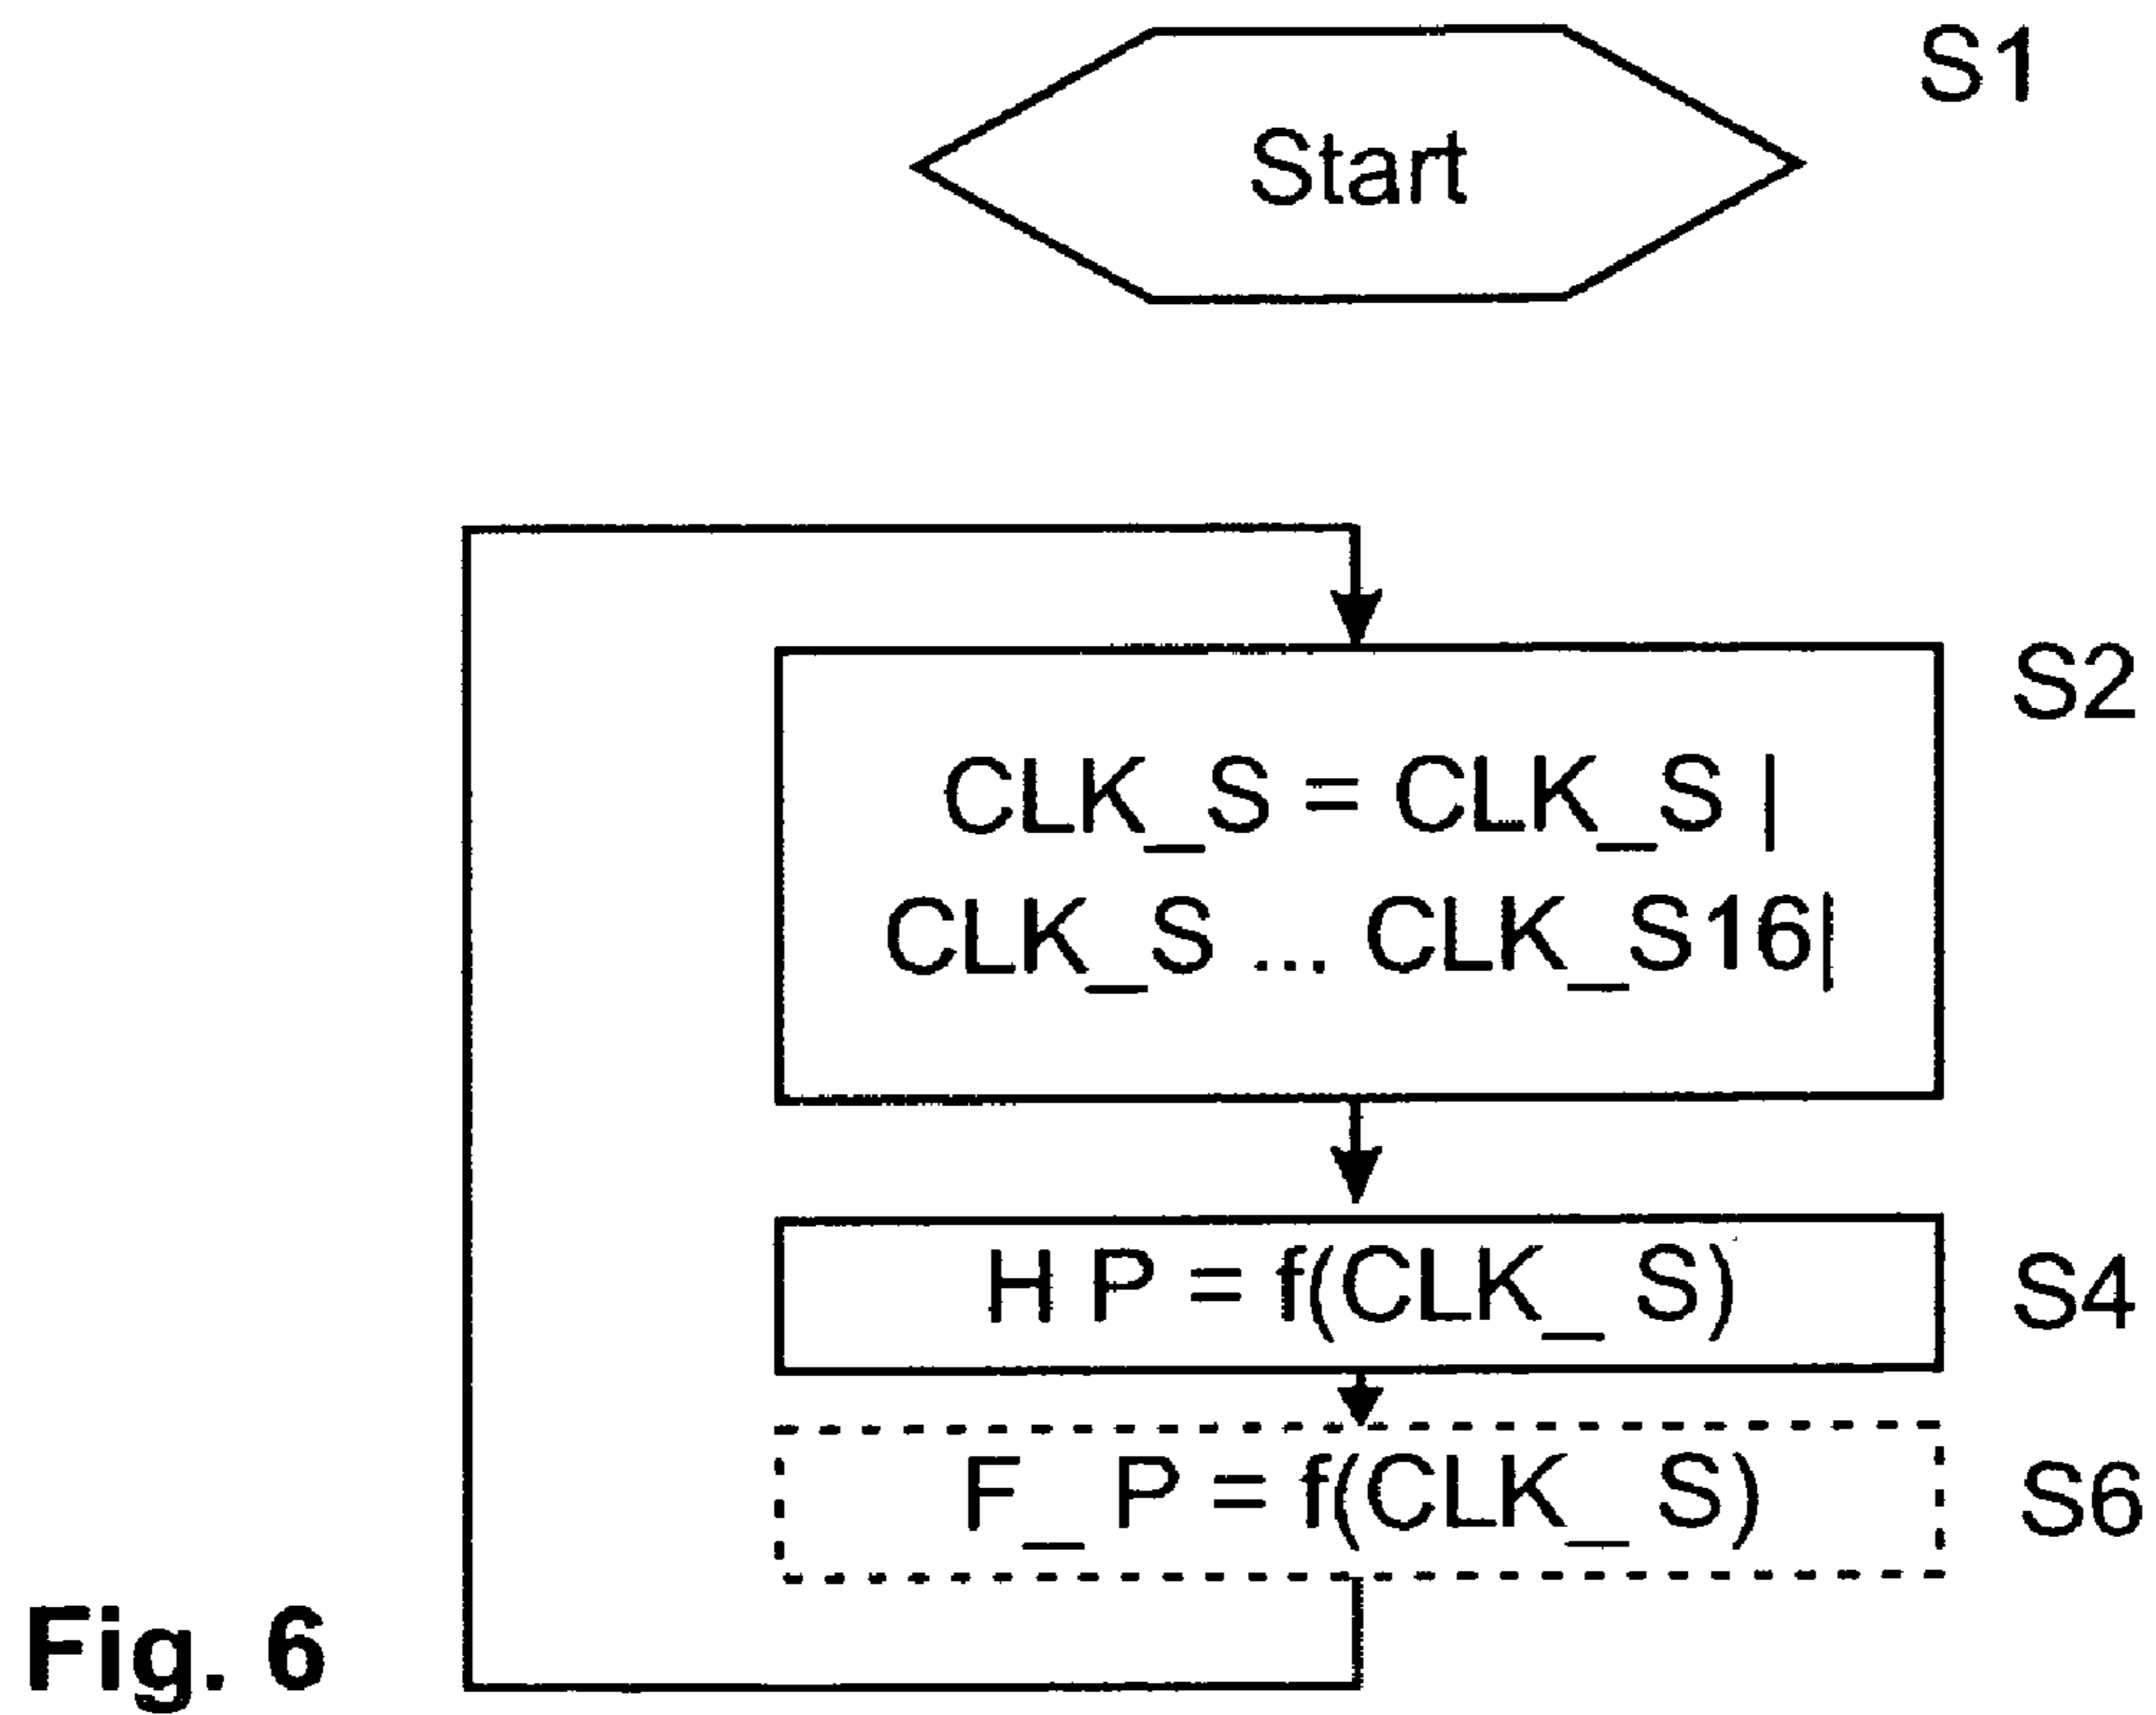 S1
Start
S2
CLK_S = CLK_S |
CLK_S ... CLK_S16|
H P = f(CLK_ S)
S4
F_ P = f(CLK_ S)
S6
Fig. 6